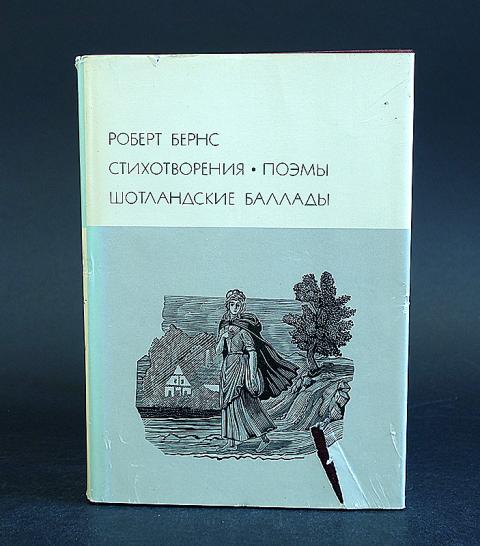 РОБЕРТ БЕРНС
СТИХОТВОРЕНИЯ • ПОЭМЫ
ШОТЛАНДСКИЕ БАЛЛАДЫ